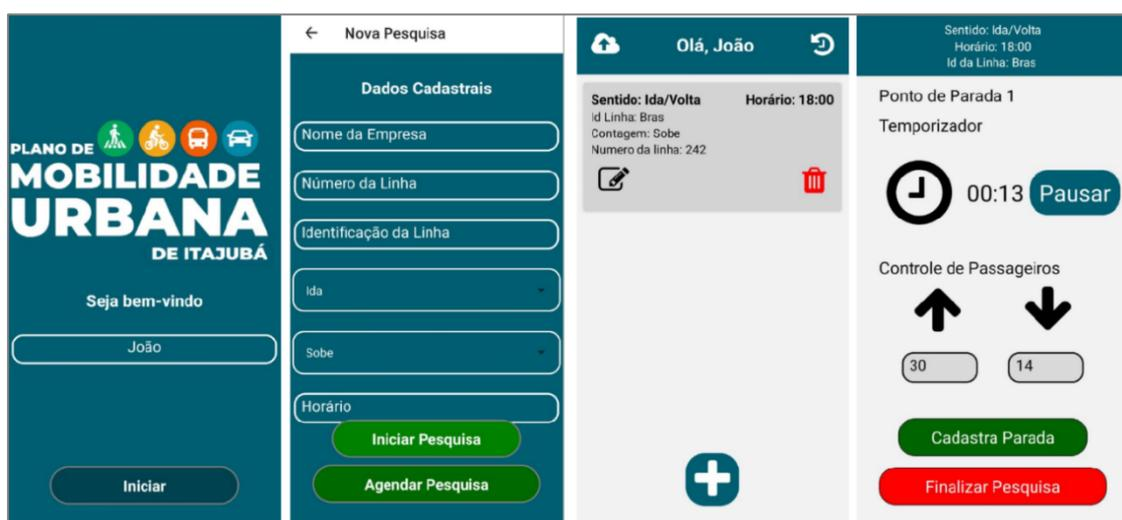 PLANO DE
MOBILIDADE
URBANA
DE ITAJUBÁ
Seja bem-vindo
João
Iniciar
Nova Pesquisa
Dados Cadastrais
Nome da Empresa
Número da Linha
Identificação da Linha
Ida
Sobe
Horário
Iniciar Pesquisa
Agendar Pesquisa
Olá, João
Sentido: Ida/Volta Horário: 18:00
Id Linha: Bras
Contagem: Sobe
Numero da linha: 242
Sentido: Ida/Volta
Horário: 18:00
Id da Linha: Bras
Ponto de Parada 1
Temporizador
00:13 Pausar
Controle de Passageiros
30 14
Cadastra Parada
Finalizar Pesquisa